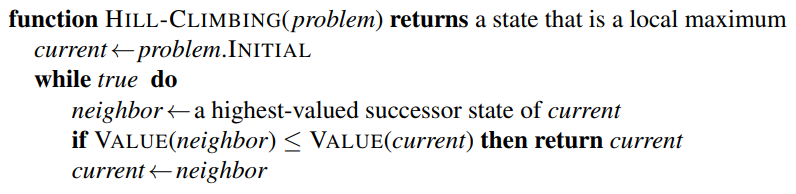 function HILL-CLIMBING(problem) returns a state that is a local maximum
current←problem.INITIAL
while true do
neighbor←a highest-valued successor state of current
if VALUE(neighbor) ≤ VALUE(current) then return current
current←neighbor